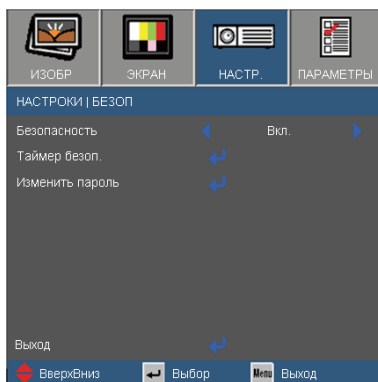 ИЗОБР ЭКРАН НАСТР. ПАРАМЕТРЫ
НАСТРОКИ | БЕЗОП
Безопасность Вкл.
Таймер безоп.
Изменить пароль
Выход
ВверхВниз Выбор Menu Выход